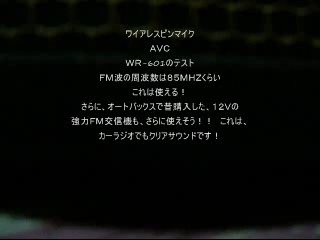 ワイアレスピンマイク
AVC
WR-601のテスト
FM波の周波数は85MHZくらい
これは使える！
さらに、オートバックスで昔購入した、12Vの
強力FM交信機も、さらに使えそう！！　これは、
カーラジオでもクリアサウンドです！